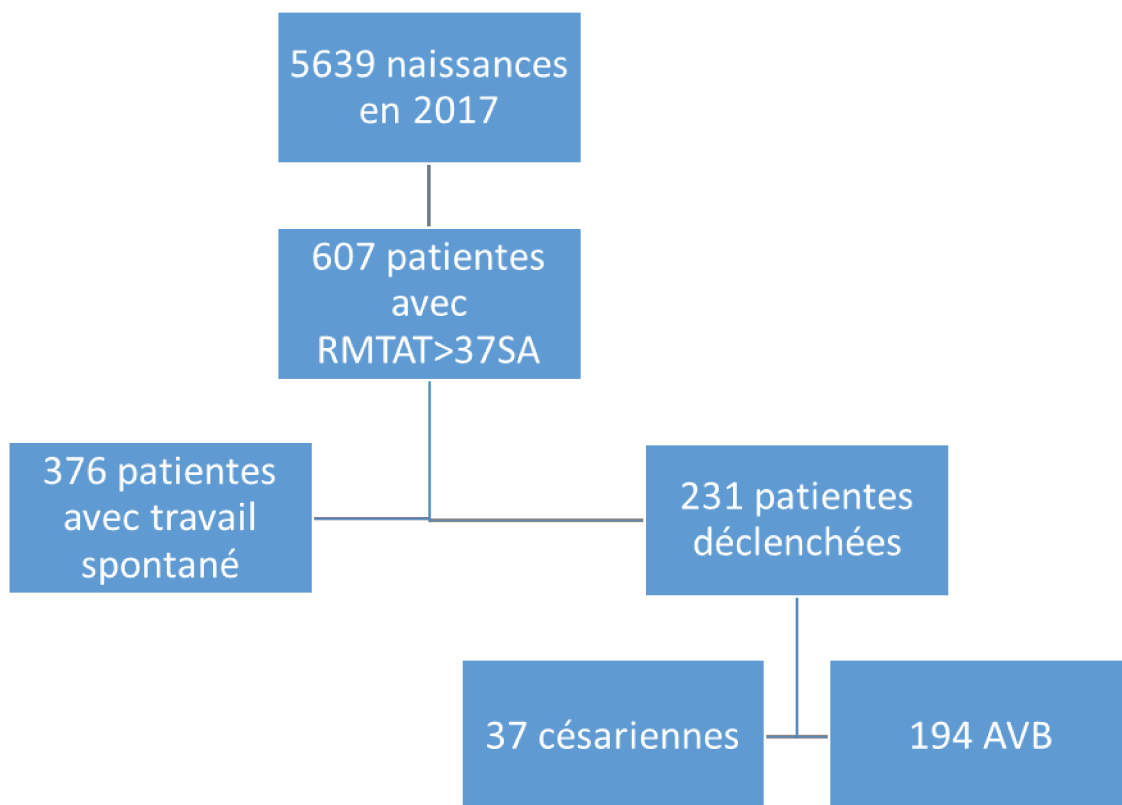 5639 naissances
en 2017
607 patientes
avec
RMTAT>37SA
376 patientes
avec travail
spontané
231 patientes
déclenchées
37 césariennes
194 AVB